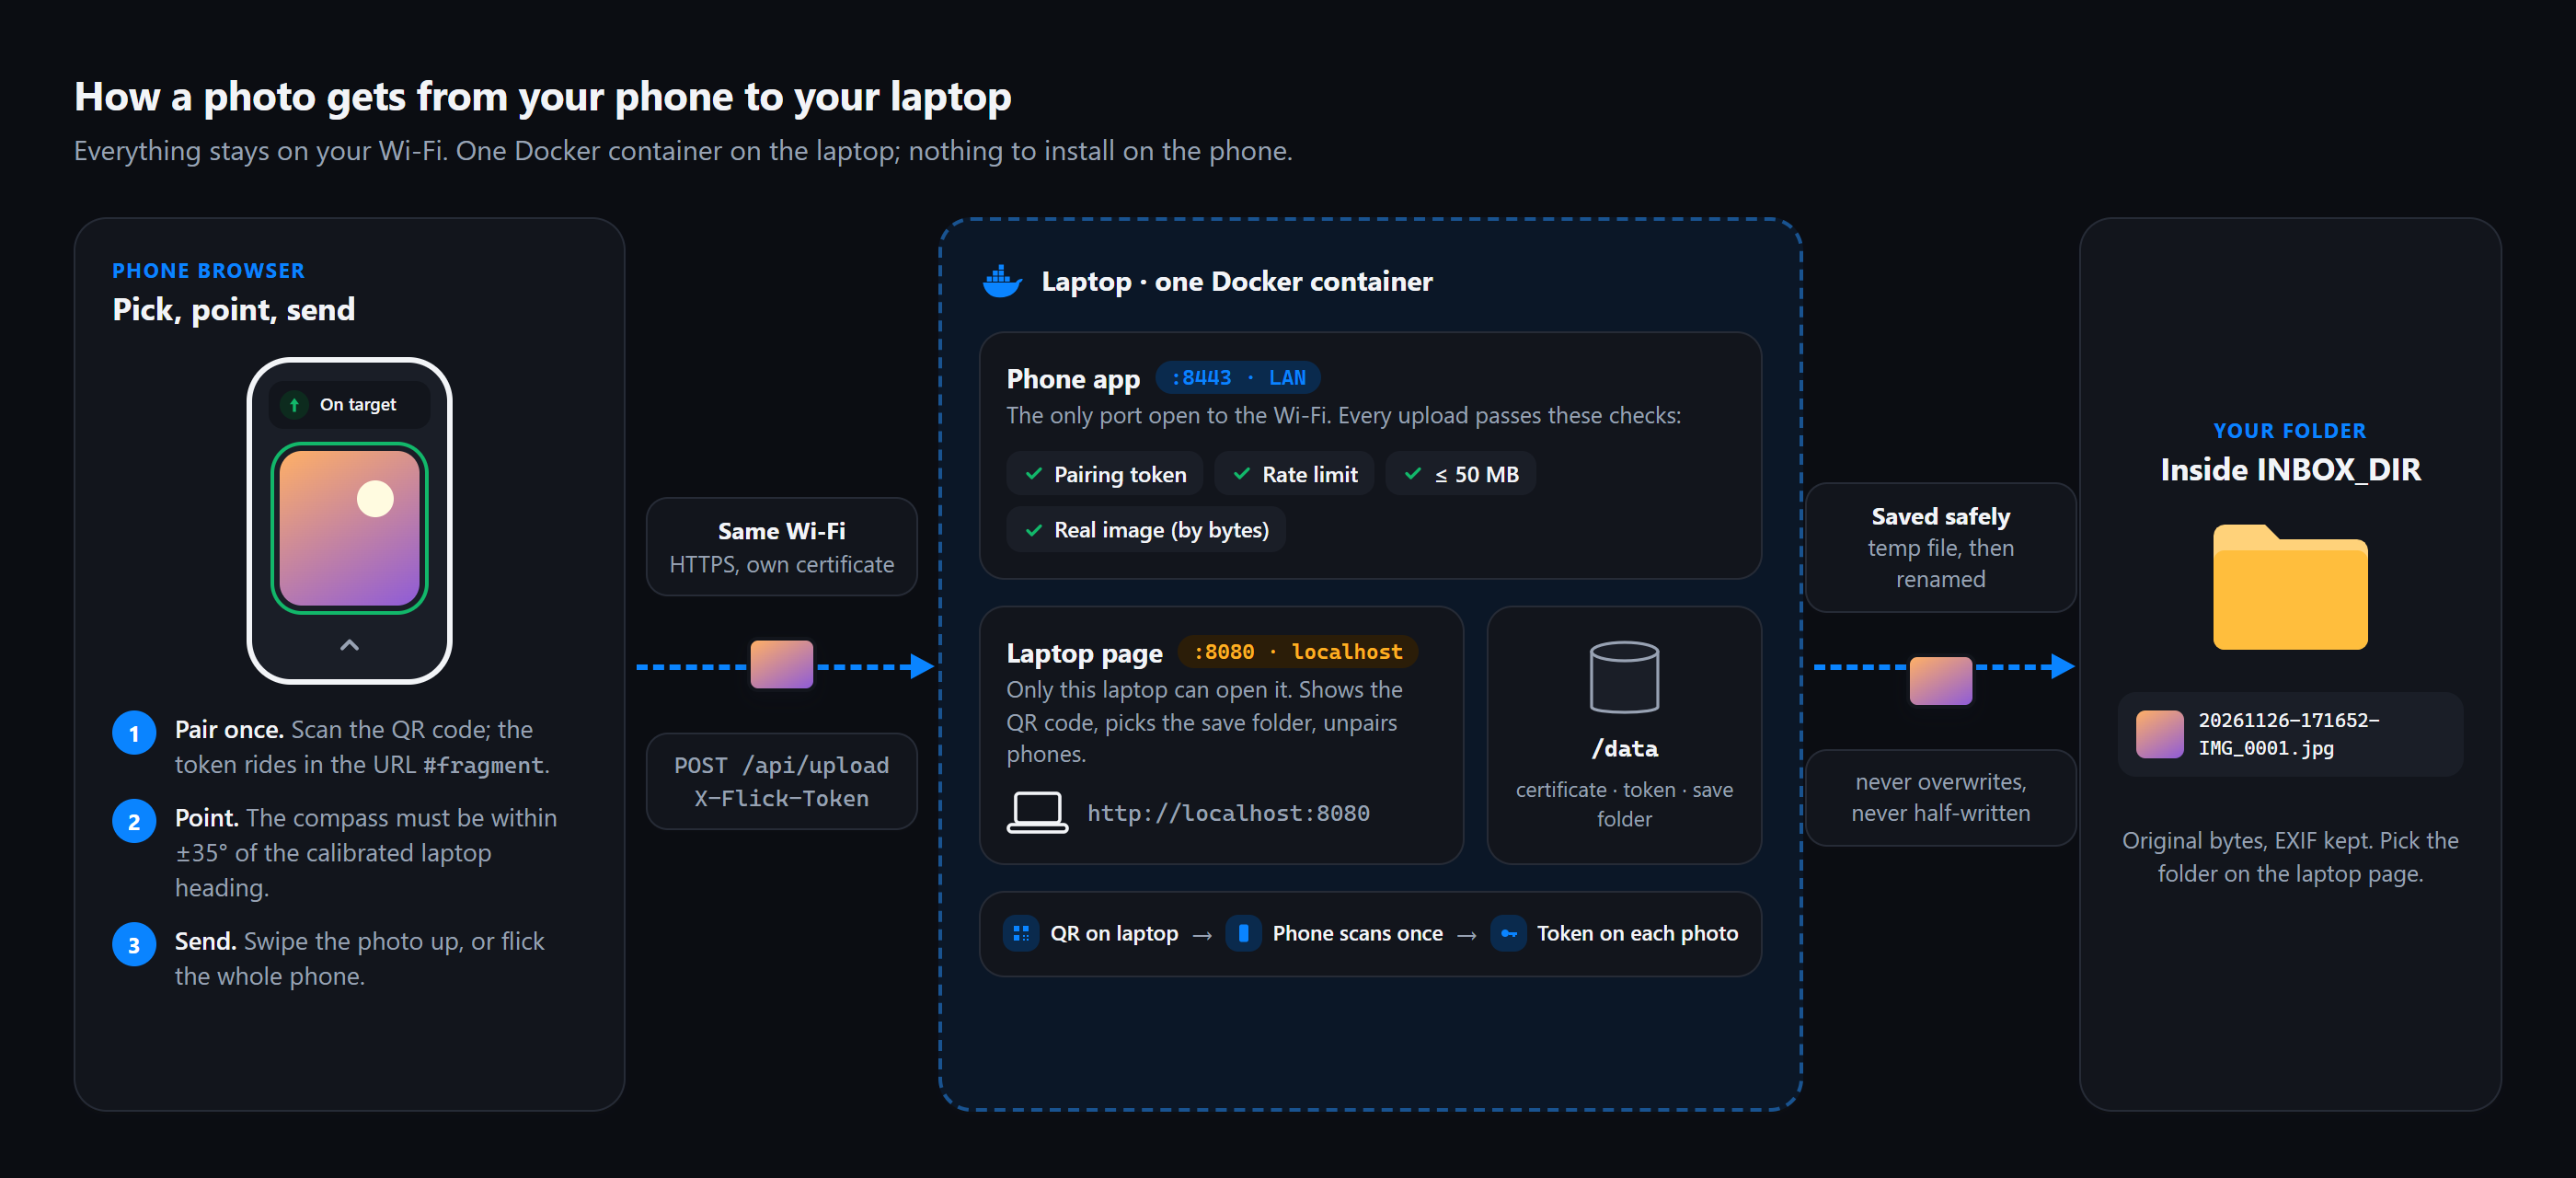 How a photo gets from your phone to your laptop
Everything stays on your Wi-Fi. One Docker container on the laptop; nothing to install on the phone.
PHONE BROWSER
Pick, point, send
On target
1 Pair once. Scan the QR code; the
token rides in the URL #fragment.
2 Point. The compass must be within
±35° of the calibrated laptop
heading.
3 Send. Swipe the photo up, or flick
the whole phone.
Same Wi-Fi
HTTPS, own certificate
POST /api/upload
X-Flick-Token
Laptop · one Docker container
Phone app :8443 · LAN
The only port open to the Wi-Fi. Every upload passes these checks:
✓ Pairing token ✓ Rate limit ✓ ≤ 50 MB
✓ Real image (by bytes)
Laptop page :8080 · localhost
Only this laptop can open it. Shows the
QR code, picks the save folder, unpairs
phones.
http://localhost:8080
/data
certificate · token · save
folder
QR on laptop → Phone scans once → Token on each photo
Saved safely
temp file, then
renamed
never overwrites,
never half-written
YOUR FOLDER
Inside INBOX_DIR
20261126-171652-
IMG_0001.jpg
Original bytes, EXIF kept. Pick the
folder on the laptop page.